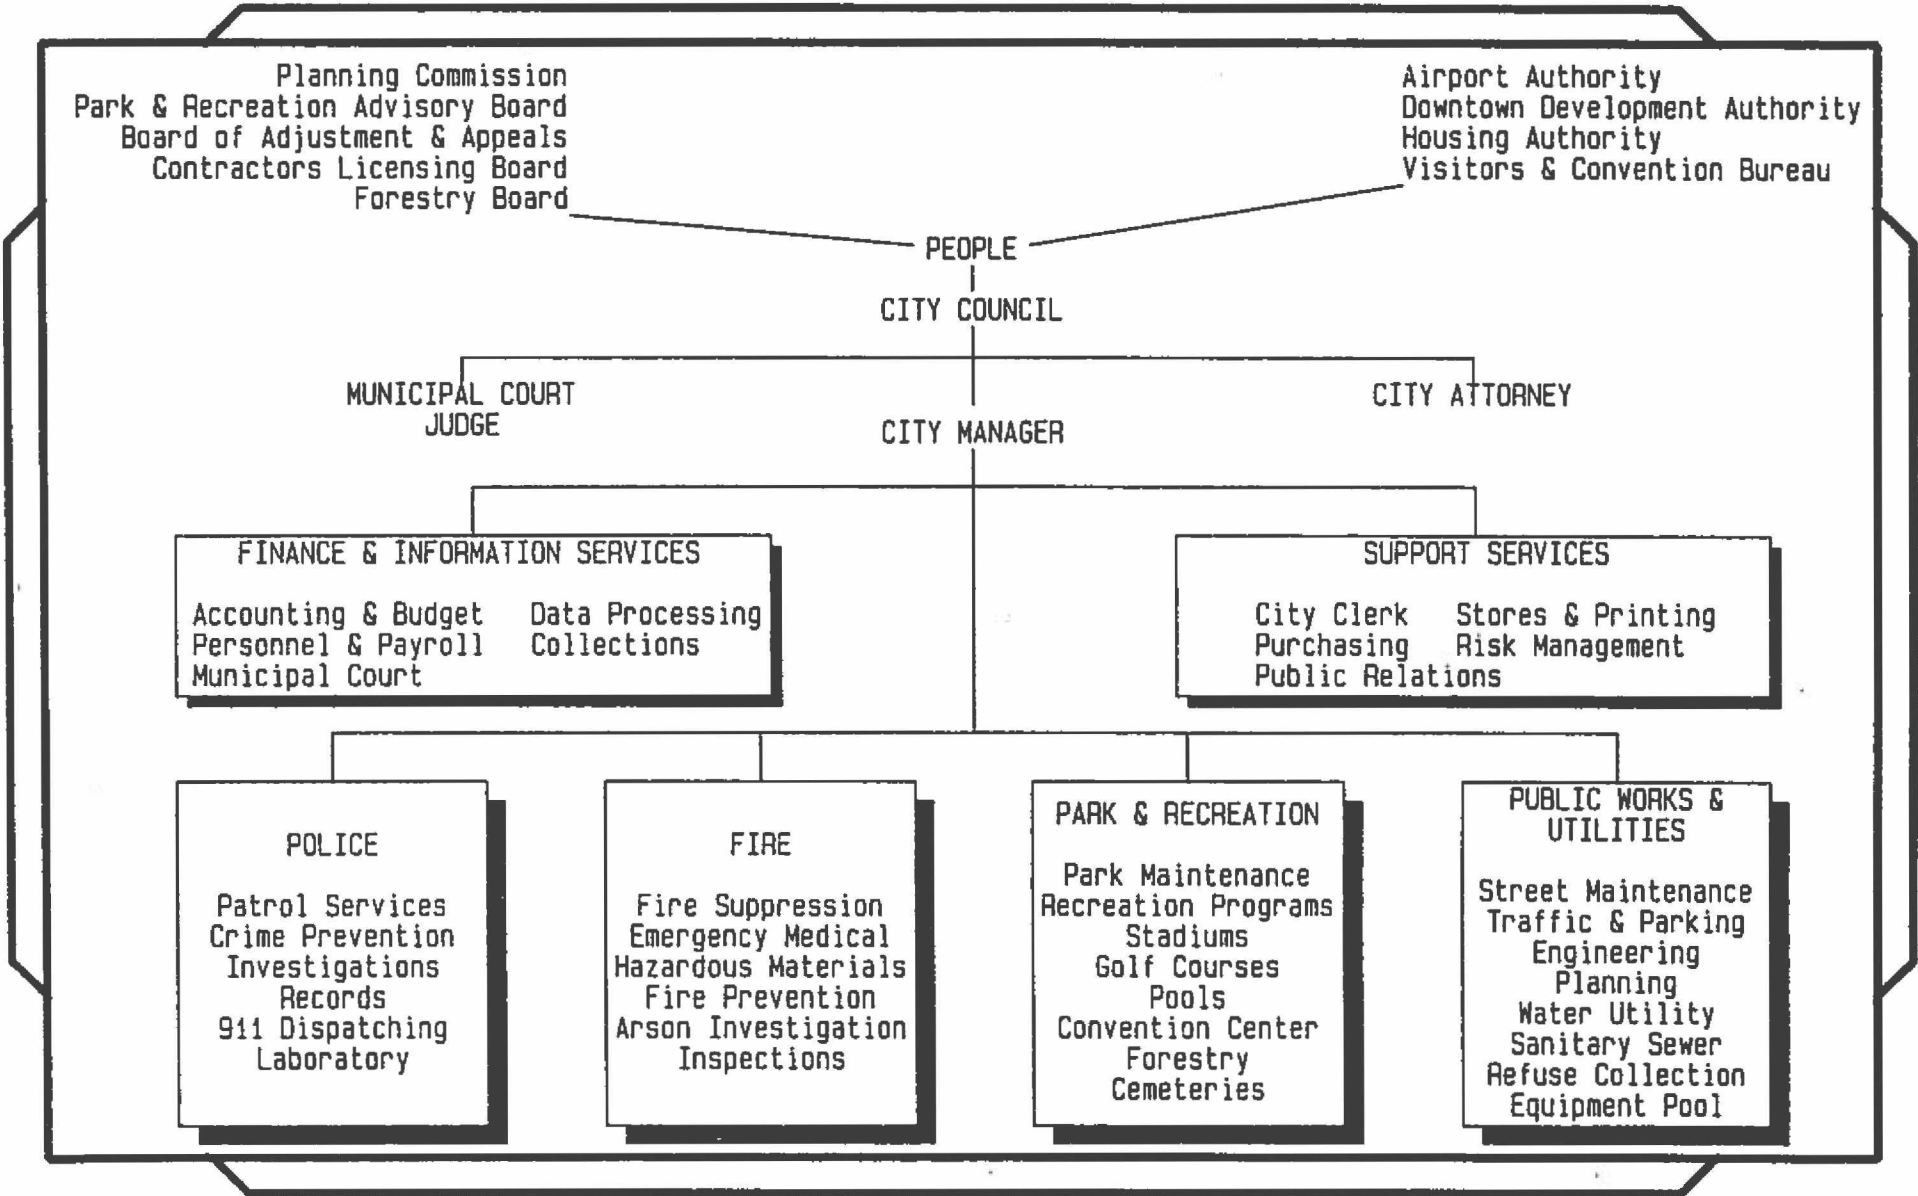 Planning Commission
Park & Recreation Advisory Board
Board of Adjustment & Appeals
Contractors Licensing Board
Forestry Board
Airport Authority
Downtown Development Authority
Housing Authority
Visitors & Convention Bureau
PEOPLE
CITY COUNCIL
MUNICIPAL COURT
JUDGE
CITY ATTORNEY
CITY MANAGER
FINANCE & INFORMATION SERVICES
Accounting & Budget Data Processing
Personnel & Payroll Collections
Municipal Court
SUPPORT SERVICES
City Clerk Stores & Printing
Purchasing Risk Management
Public Relations
POLICE
Patrol Services
Crime Prevention
Investigations
Records
911 Dispatching
Laboratory
FIRE
Fire Suppression
Emergency Medical
Hazardous Materials
Fire Prevention
Arson Investigation
Inspections
PARK & RECREATION
Park Maintenance
Recreation Programs
Stadiums
Golf Courses
Pools
Convention Center
Forestry
Cemeteries
PUBLIC WORKS &
UTILITIES
Street Maintenance
Traffic & Parking
Engineering
Planning
Water Utility
Sanitary Sewer
Refuse Collection
Equipment Pool